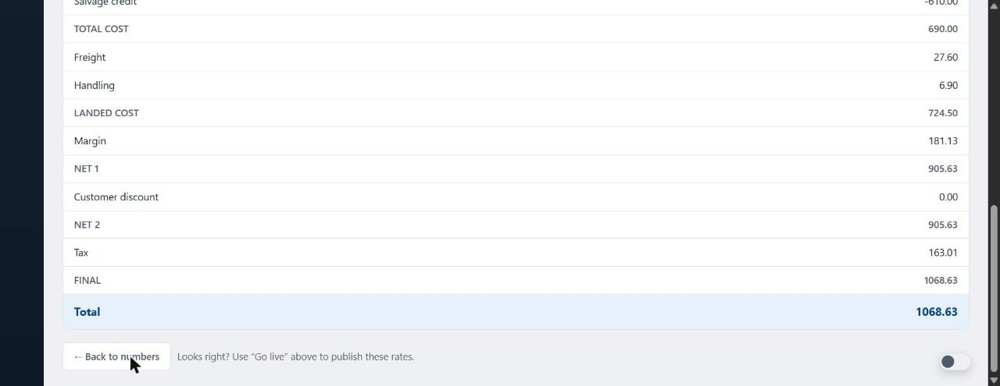 Salvage credit -610.00
TOTAL COST 690.00
Freight 27.60
Handling 6.90
LANDED COST 724.50
Margin 181.13
NET 1 905.63
Customer discount 0.00
NET 2 905.63
Tax 163.01
FINAL 1068.63
Total 1068.63
← Back to numbers Looks right? Use “Go live” above to publish these rates.